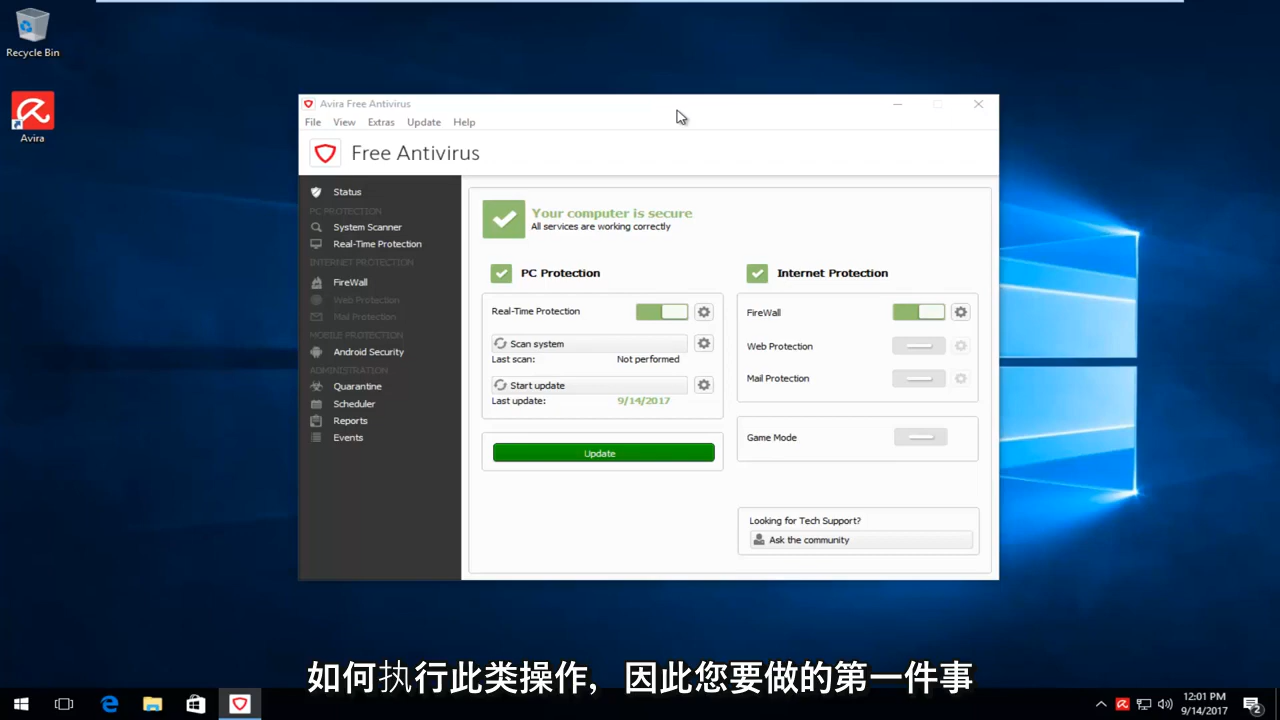 Recycle Bin
Avira
Avira Free Antivirus
File View Extras Update Help
Free Antivirus
Status
PC PROTECTION
System Scanner
Real-Time Protection
INTERNET PROTECTION
FireWall
Web Protection
Mail Protection
MOBILE PROTECTION
Android Security
ADMINISTRATION
Quarantine
Scheduler
Reports
Events
Your computer is secure
All services are working correctly
PC Protection
Real-Time Protection
Scan system
Last scan: Not performed
Start update
Last update: 9/14/2017
Update
Internet Protection
FireWall
Web Protection
Mail Protection
Game Mode
Looking for Tech Support?
Ask the community
如何执行此类操作，因此您要做的第一件事
12:01 PM
9/14/2017
2